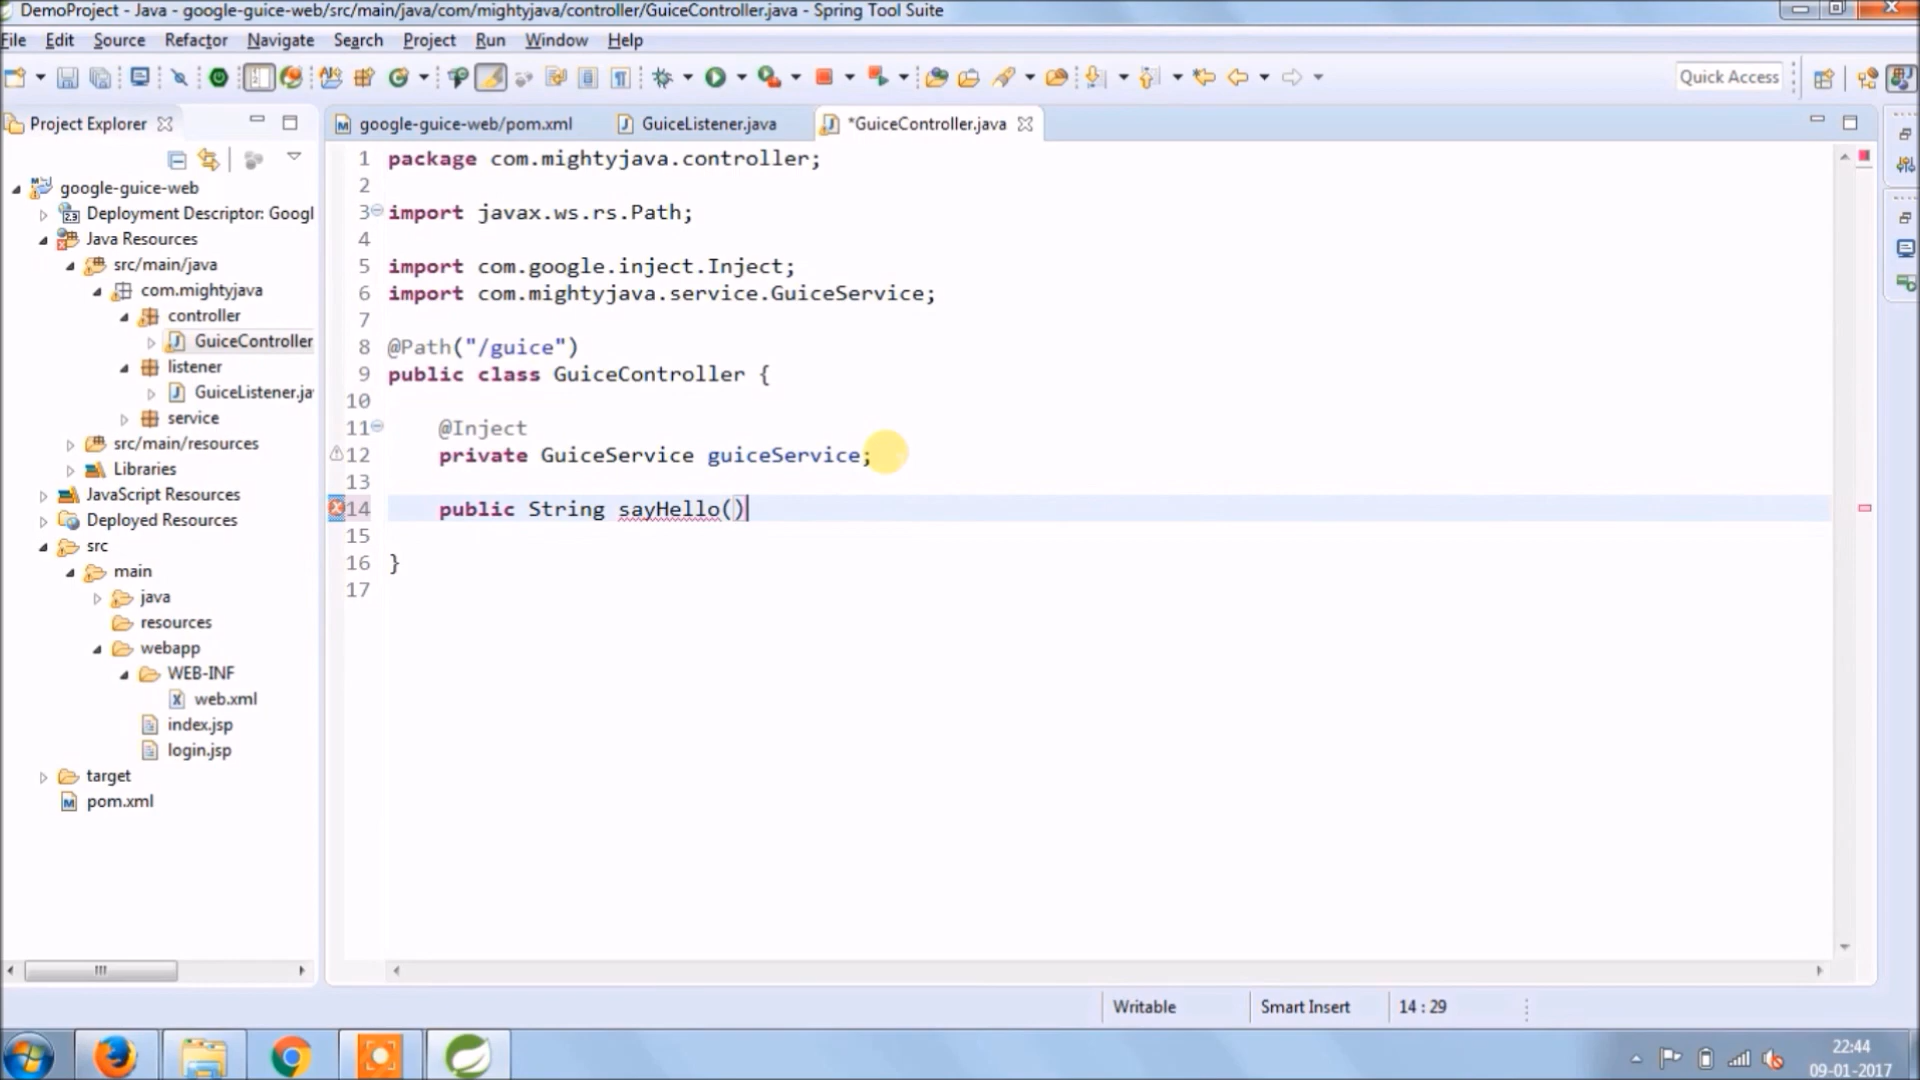 DemoProject - Java - google-guice-web/src/main/java/com/mightyjava/controller/GuiceController.java - Spring Tool Suite
File Edit Source Refactor Navigate Search Project Run Window Help
Quick Access
Project Explorer
google-guice-web/pom.xml GuiceListener.java *GuiceController.java
google-guice-web
Deployment Descriptor: Googl
Java Resources
src/main/java
com.mightyjava
controller
GuiceController
listener
GuiceListener.ja
service
src/main/resources
Libraries
JavaScript Resources
Deployed Resources
src
main
java
resources
webapp
WEB-INF
web.xml
index.jsp
login.jsp
target
pom.xml
1 package com.mightyjava.controller;
2
3 import javax.ws.rs.Path;
4
5 import com.google.inject.Inject;
6 import com.mightyjava.service.GuiceService;
7
8 @Path("/guice")
9 public class GuiceController {
10
11 @Inject
12 private GuiceService guiceService;
13
14 public String sayHello()
15
16 }
17
Writable Smart Insert 14 : 29
22:44
09-01-2017